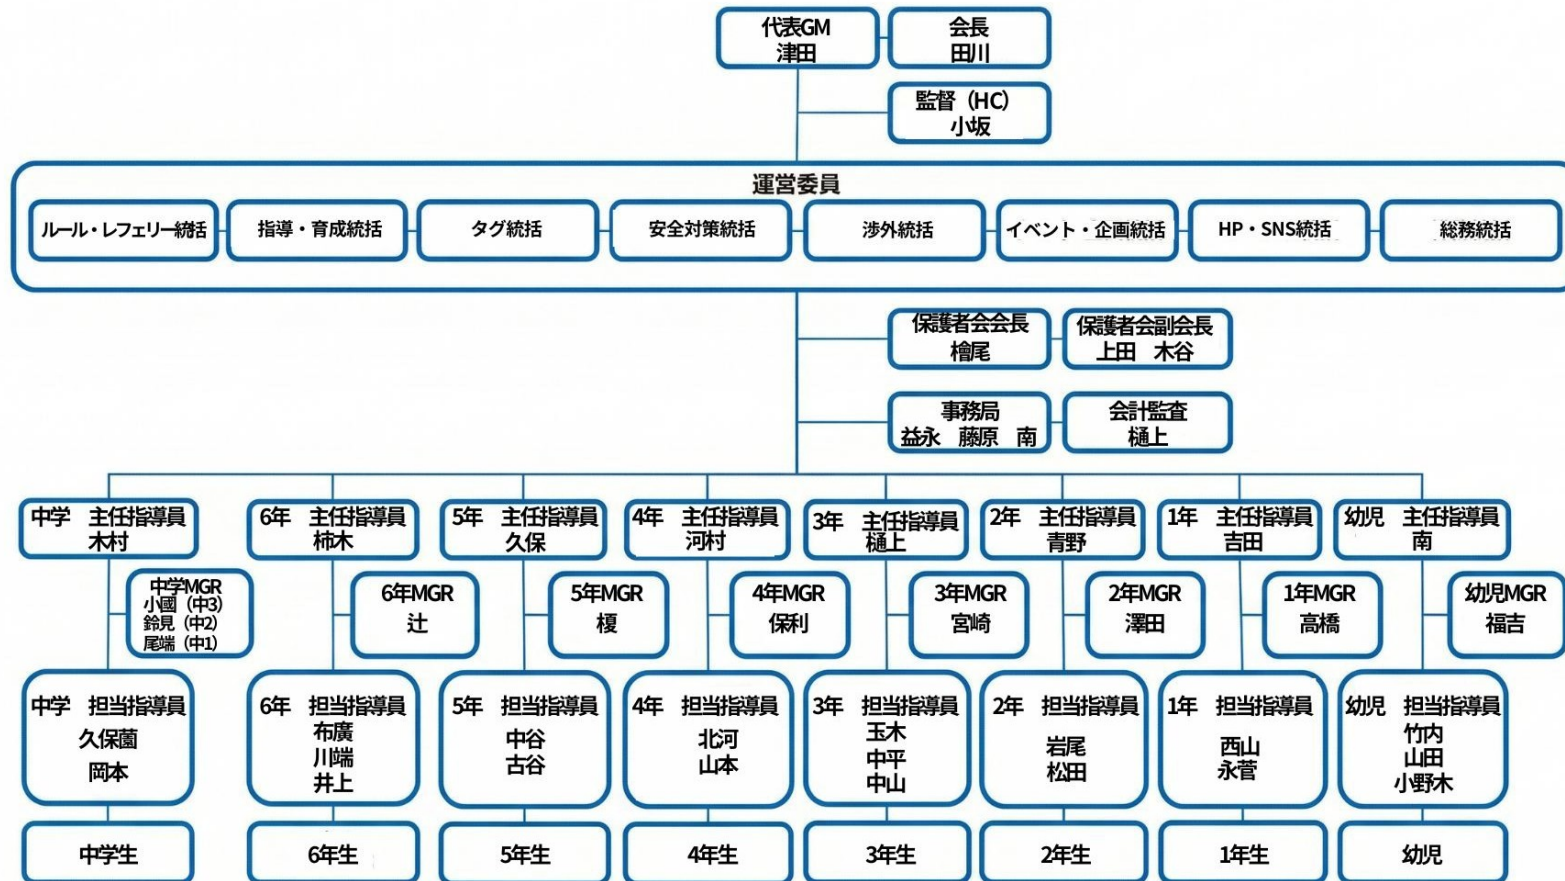 代表GM
津田
会長
田川
監督（HC）
小坂
運営委員
ルール・レフェリー統括
指導・育成統括
タグ統括
安全対策統括
渉外統括
イベント・企画統括
HP・SNS統括
総務統括
保護者会会長
檜尾
保護者会副会長
上田　木谷
事務局
益永　藤原　南
会計監査
樋上
中学　主任指導員
木村
6年　主任指導員
柿木
5年　主任指導員
久保
4年　主任指導員
河村
3年　主任指導員
樋上
2年　主任指導員
青野
1年　主任指導員
吉田
幼児　主任指導員
南
中学MGR
小國（中3）
鈴見（中2）
尾端（中1）
6年MGR
辻
5年MGR
榎
4年MGR
保利
3年MGR
宮崎
2年MGR
澤田
1年MGR
高橋
幼児MGR
福吉
中学　担当指導員
久保薗
岡本
6年　担当指導員
布廣
川端
井上
5年　担当指導員
中谷
古谷
4年　担当指導員
北河
山本
3年　担当指導員
玉木
中平
中山
2年　担当指導員
岩尾
松田
1年　担当指導員
西山
永菅
幼児　担当指導員
竹内
山田
小野木
中学生
6年生
5年生
4年生
3年生
2年生
1年生
幼児